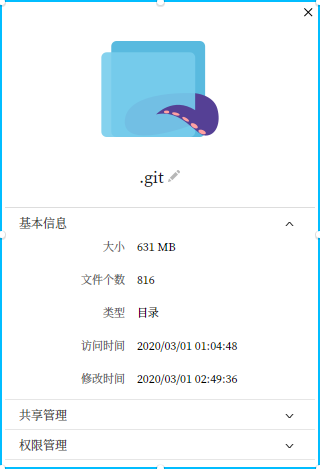 .git
基本信息
大小 631 MB
文件个数 816
类型 目录
访问时间 2020/03/01 01:04:48
修改时间 2020/03/01 02:49:36
共享管理
权限管理